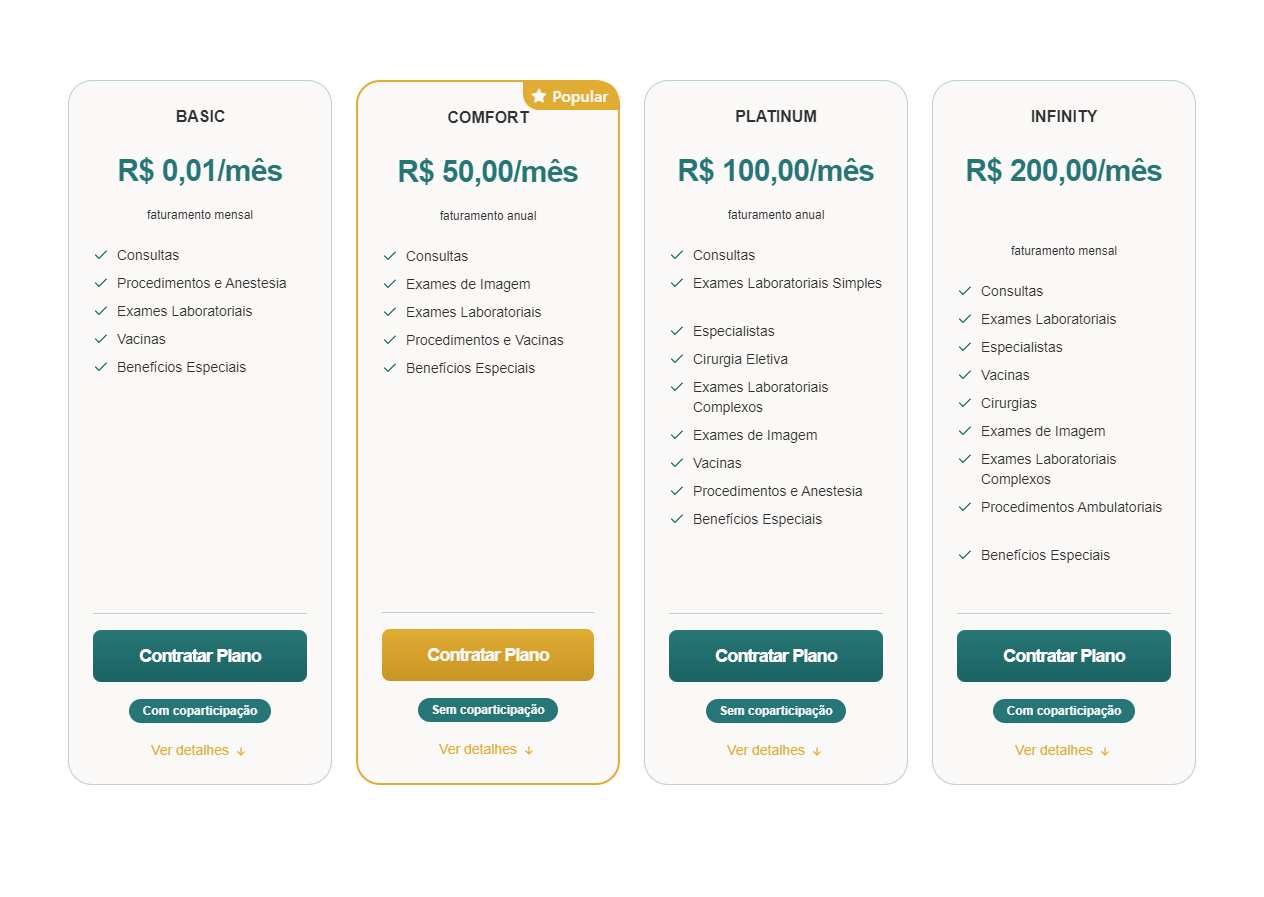 BASIC
R$ 0,01/mês
faturamento mensal
Consultas
Procedimentos e Anestesia
Exames Laboratoriais
Vacinas
Benefícios Especiais
Contratar Plano
Com coparticipação
Ver detalhes
Popular
COMFORT
R$ 50,00/mês
faturamento anual
Consultas
Exames de Imagem
Exames Laboratoriais
Procedimentos e Vacinas
Benefícios Especiais
Contratar Plano
Sem coparticipação
Ver detalhes
PLATINUM
R$ 100,00/mês
faturamento anual
Consultas
Exames Laboratoriais Simples
Especialistas
Cirurgia Eletiva
Exames Laboratoriais
Complexos
Exames de Imagem
Vacinas
Procedimentos e Anestesia
Benefícios Especiais
Contratar Plano
Sem coparticipação
Ver detalhes
INFINITY
R$ 200,00/mês
faturamento mensal
Consultas
Exames Laboratoriais
Especialistas
Vacinas
Cirurgias
Exames de Imagem
Exames Laboratoriais
Complexos
Procedimentos Ambulatoriais
Benefícios Especiais
Contratar Plano
Com coparticipação
Ver detalhes